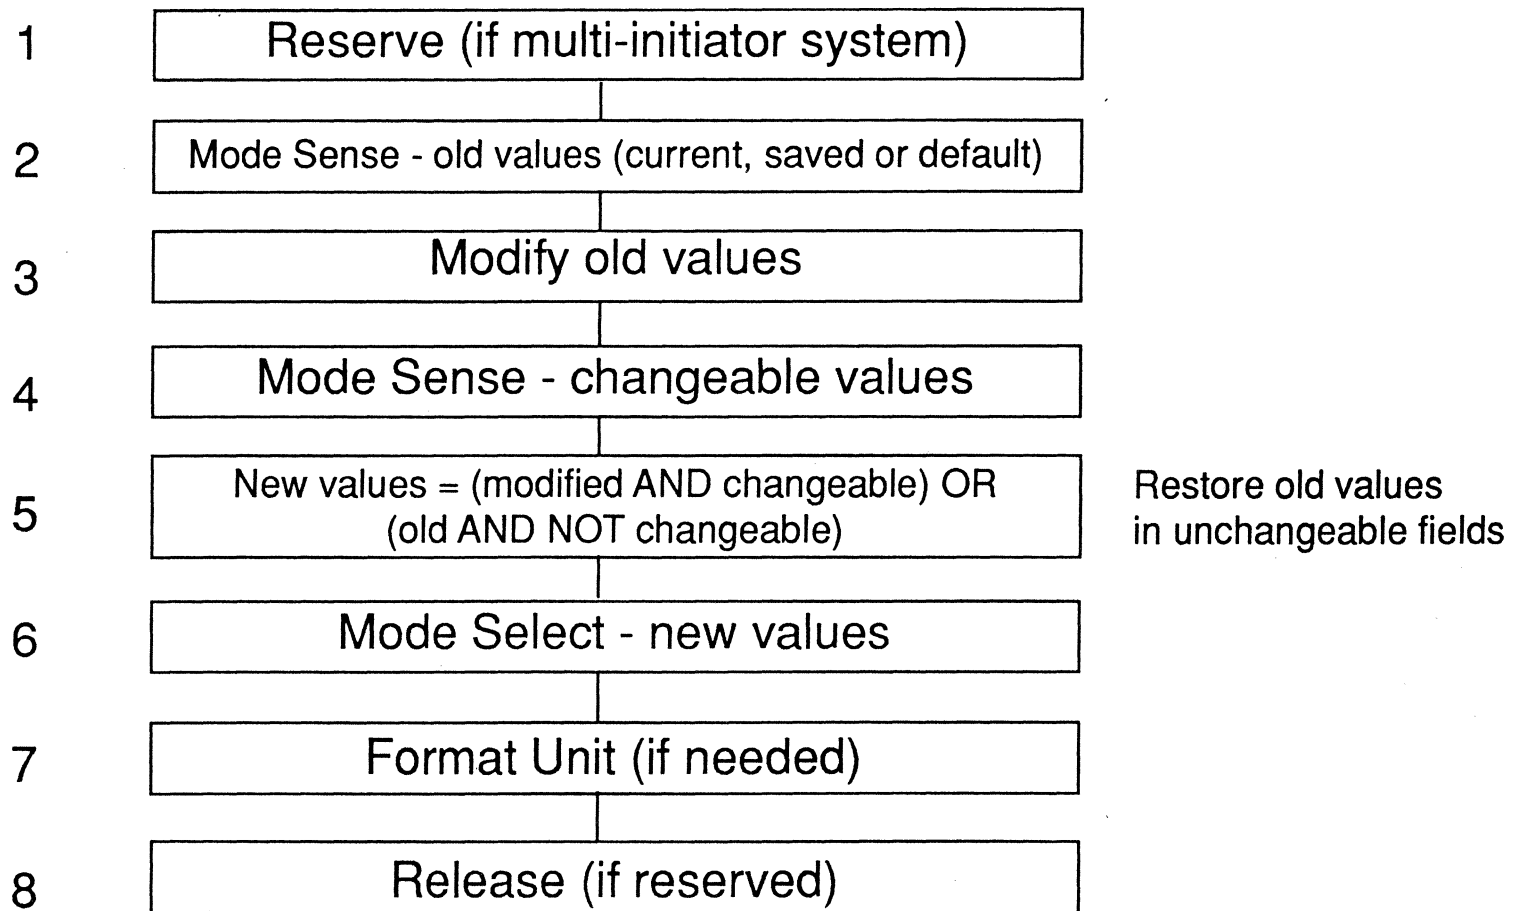 1 Reserve (if multi-initiator system)
2 Mode Sense - old values (current, saved or default)
3 Modify old values
4 Mode Sense - changeable values
5 New values = (modified AND changeable) OR
(old AND NOT changeable)
Restore old values
in unchangeable fields
6 Mode Select - new values
7 Format Unit (if needed)
8 Release (if reserved)